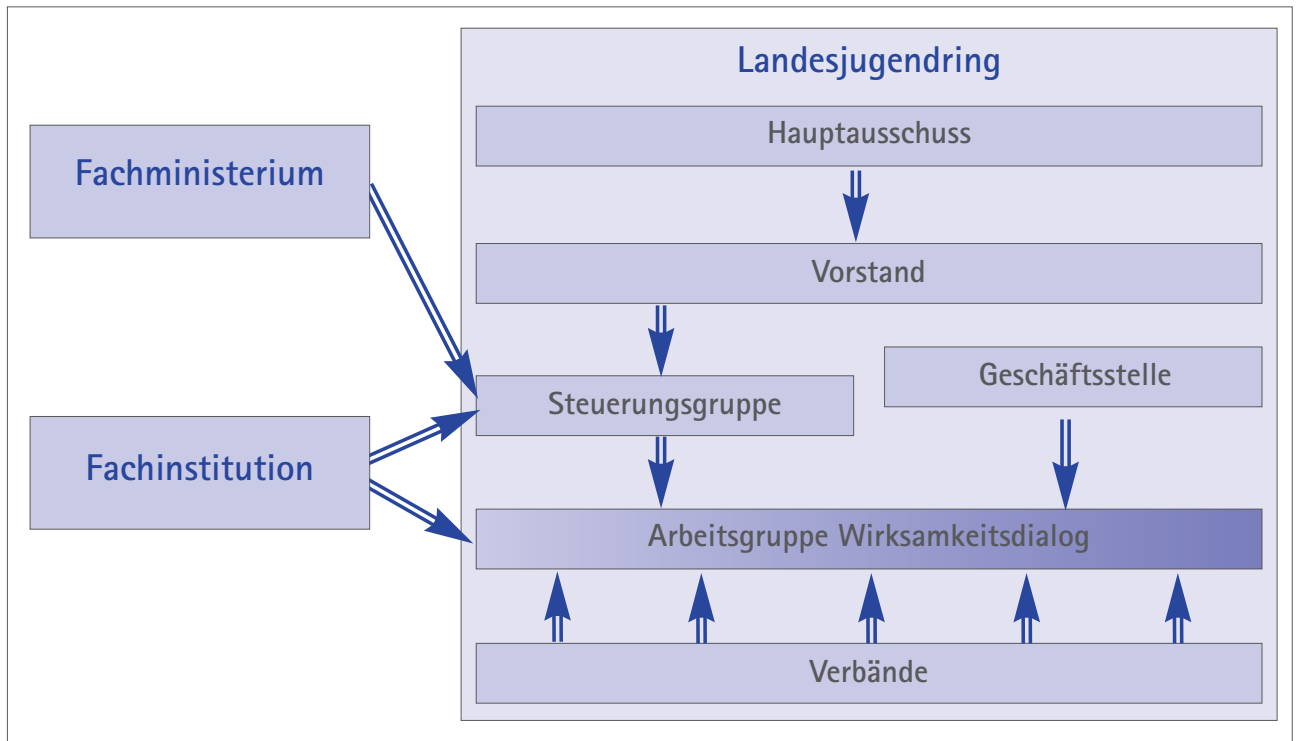 Landesjugendring
Hauptausschuss
Fachministerium
Vorstand
Geschäftsstelle
Steuerungsgruppe
Fachinstitution
Arbeitsgruppe Wirksamkeitsdialog
Verbände